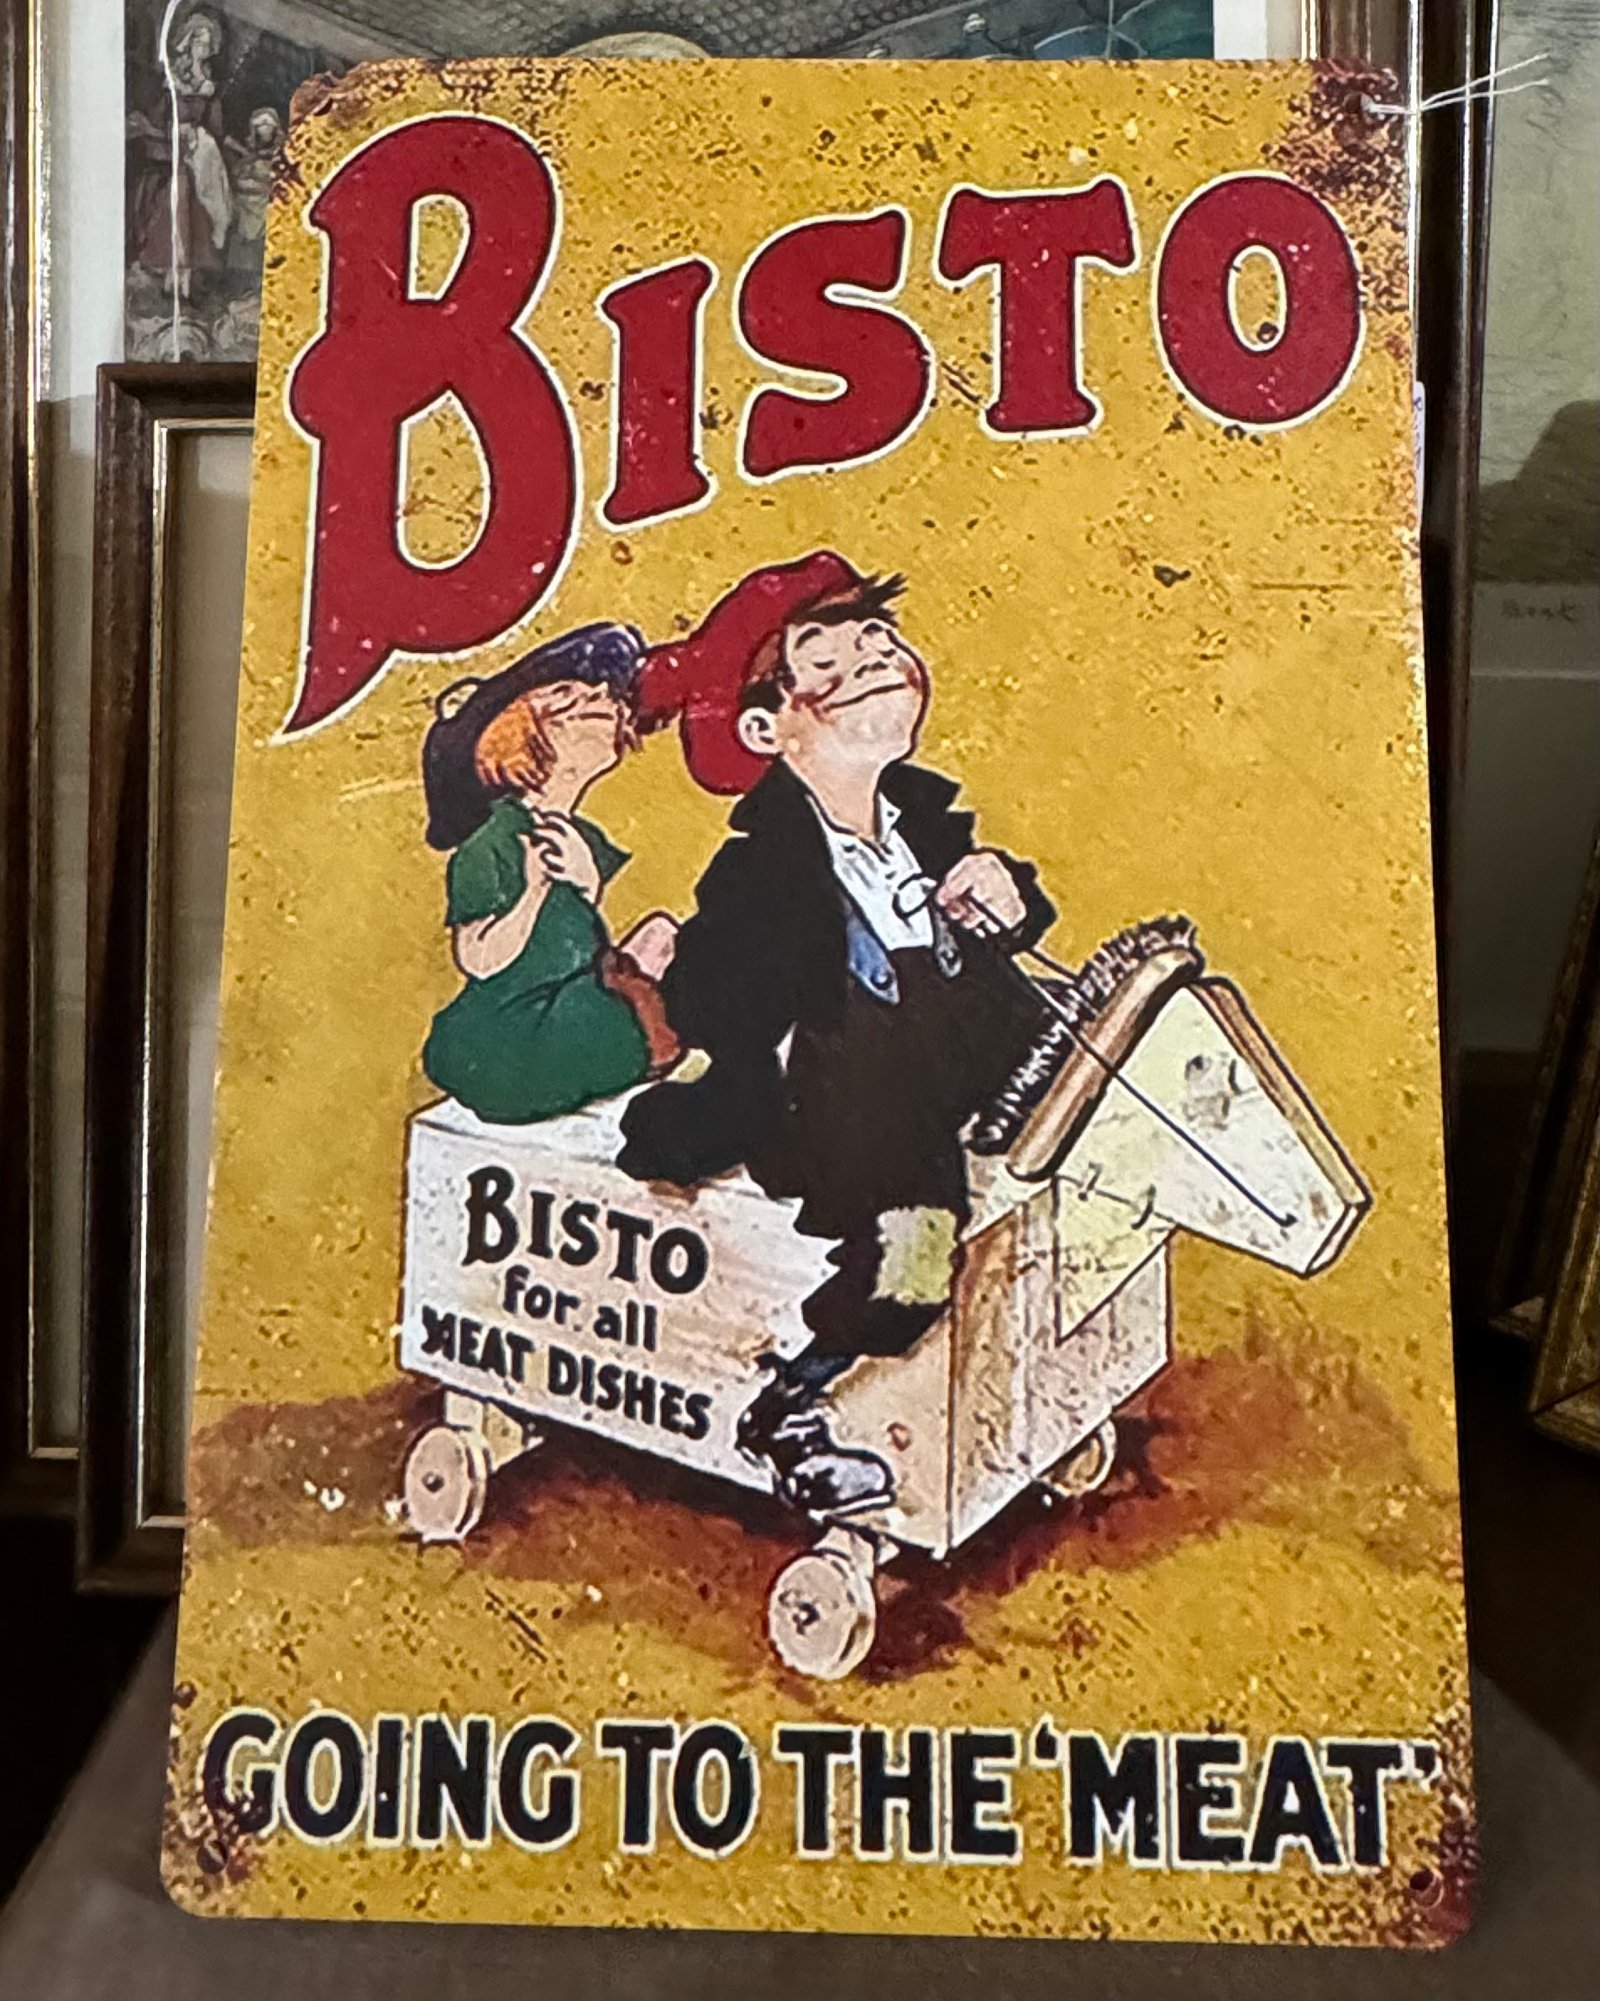 BISTO
BISTO
for all
MEAT DISHES
GOING TO THE 'MEAT'